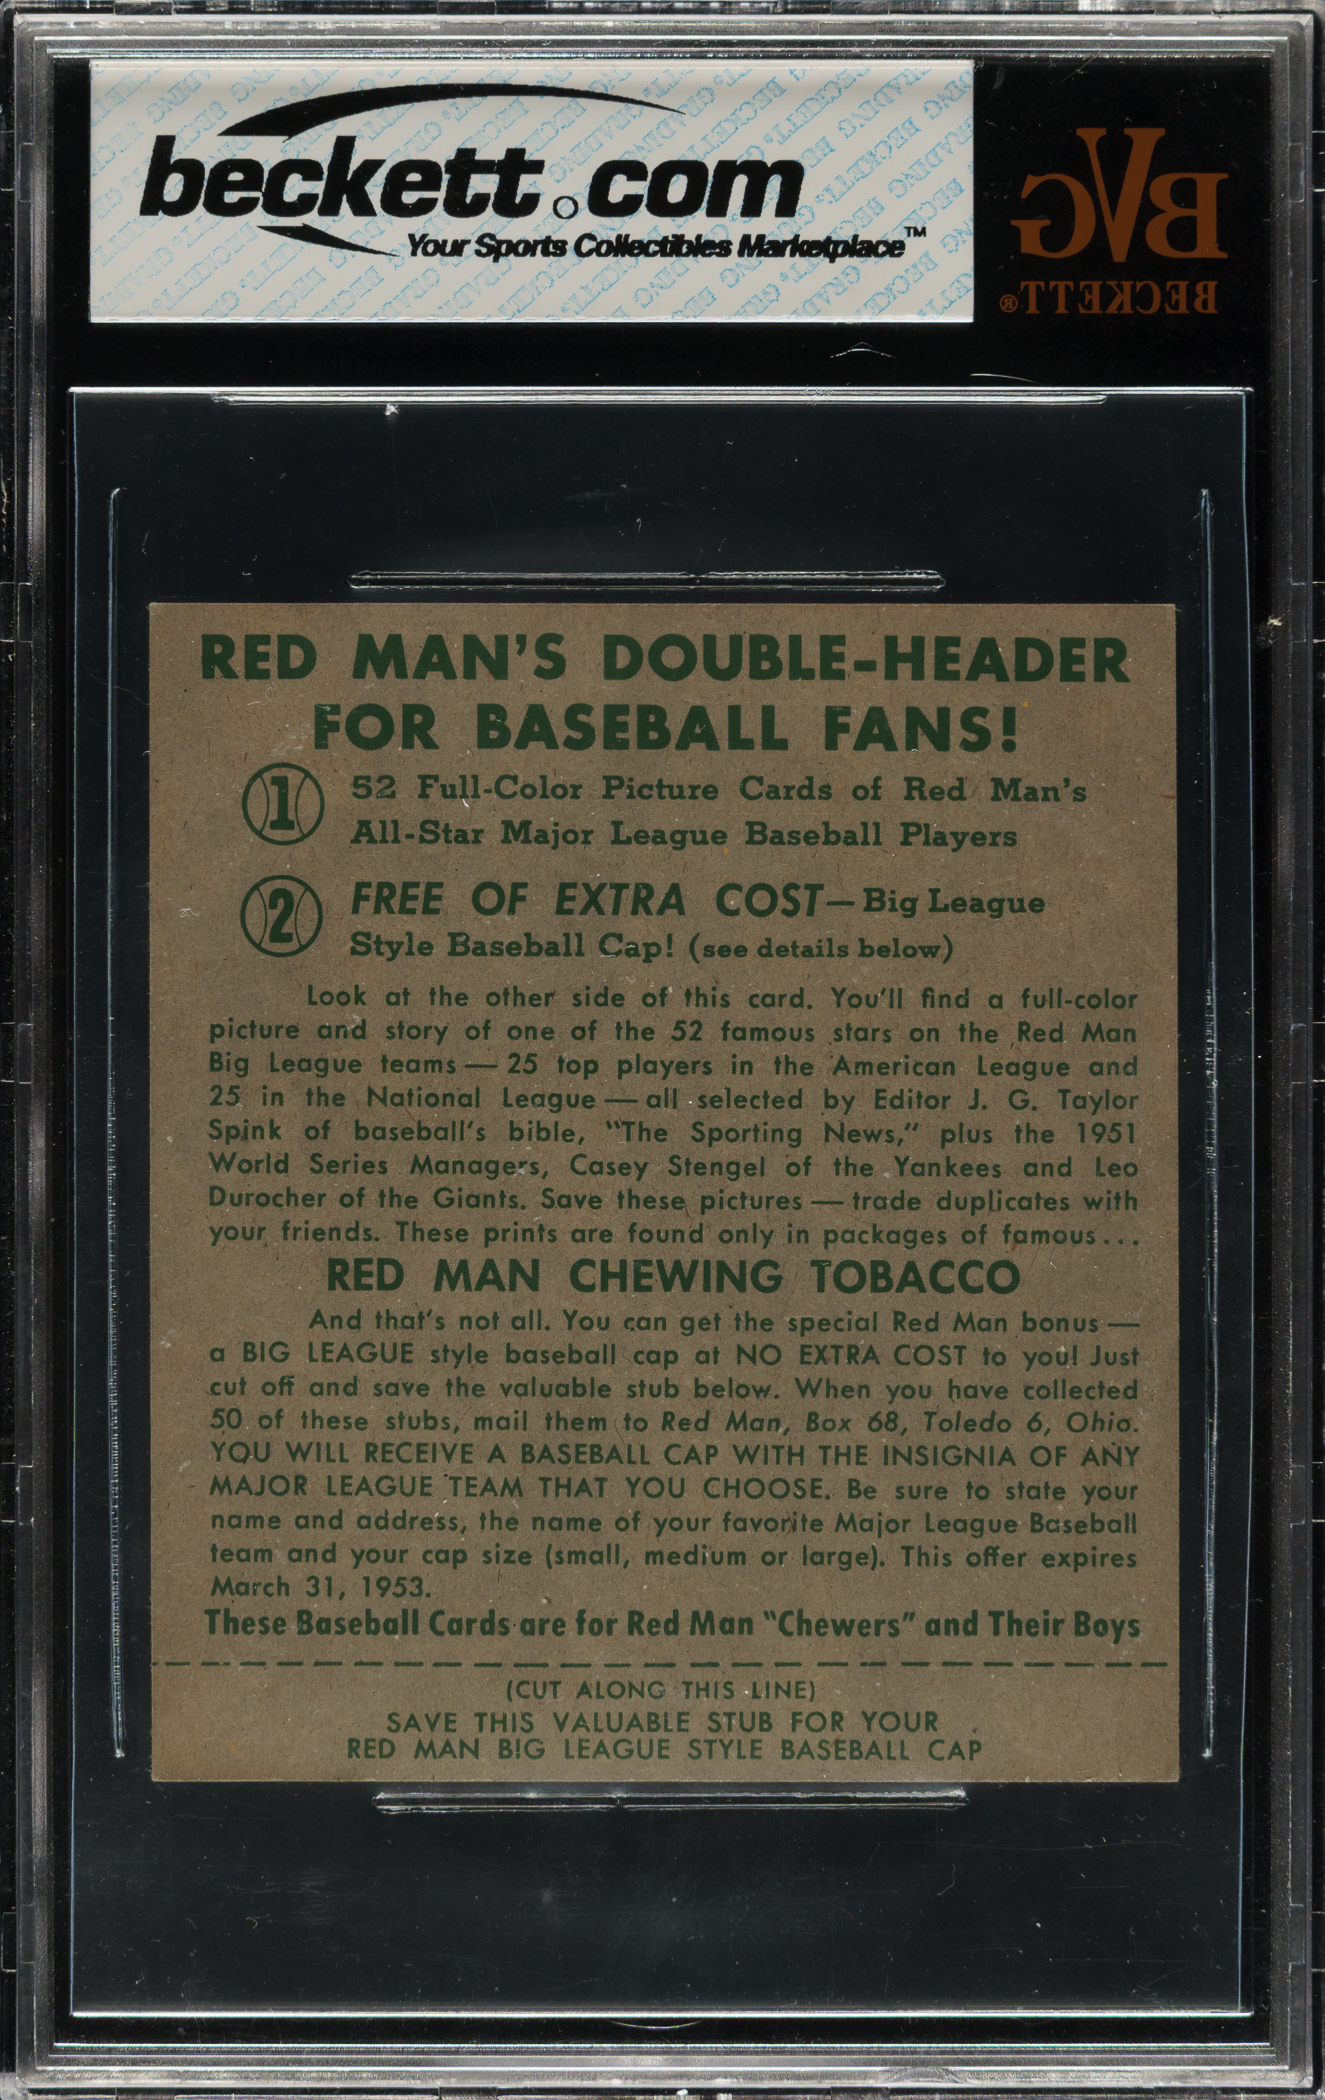 beckett.com
Your Sports Collectibles Marketplace™
BVG
BECKETT®
RED MAN'S DOUBLE-HEADER
FOR BASEBALL FANS!
1 52 Full-Color Picture Cards of Red Man's
All-Star Major League Baseball Players
2 FREE OF EXTRA COST—Big League
Style Baseball Cap! (see details below)
Look at the other side of this card. You'll find a full-color
picture and story of one of the 52 famous stars on the Red Man
Big League teams — 25 top players in the American League and
25 in the National League — all selected by Editor J. G. Taylor
Spink of baseball's bible, "The Sporting News," plus the 1951
World Series Managers, Casey Stengel of the Yankees and Leo
Durocher of the Giants. Save these pictures — trade duplicates with
your friends. These prints are found only in packages of famous...
RED MAN CHEWING TOBACCO
And that's not all. You can get the special Red Man bonus —
a BIG LEAGUE style baseball cap at NO EXTRA COST to you! Just
cut off and save the valuable stub below. When you have collected
50 of these stubs, mail them to Red Man, Box 68, Toledo 6, Ohio.
YOU WILL RECEIVE A BASEBALL CAP WITH THE INSIGNIA OF ANY
MAJOR LEAGUE TEAM THAT YOU CHOOSE. Be sure to state your
name and address, the name of your favorite Major League Baseball
team and your cap size (small, medium or large). This offer expires
March 31, 1953.
These Baseball Cards are for Red Man "Chewers" and Their Boys
(CUT ALONG THIS LINE)
SAVE THIS VALUABLE STUB FOR YOUR
RED MAN BIG LEAGUE STYLE BASEBALL CAP